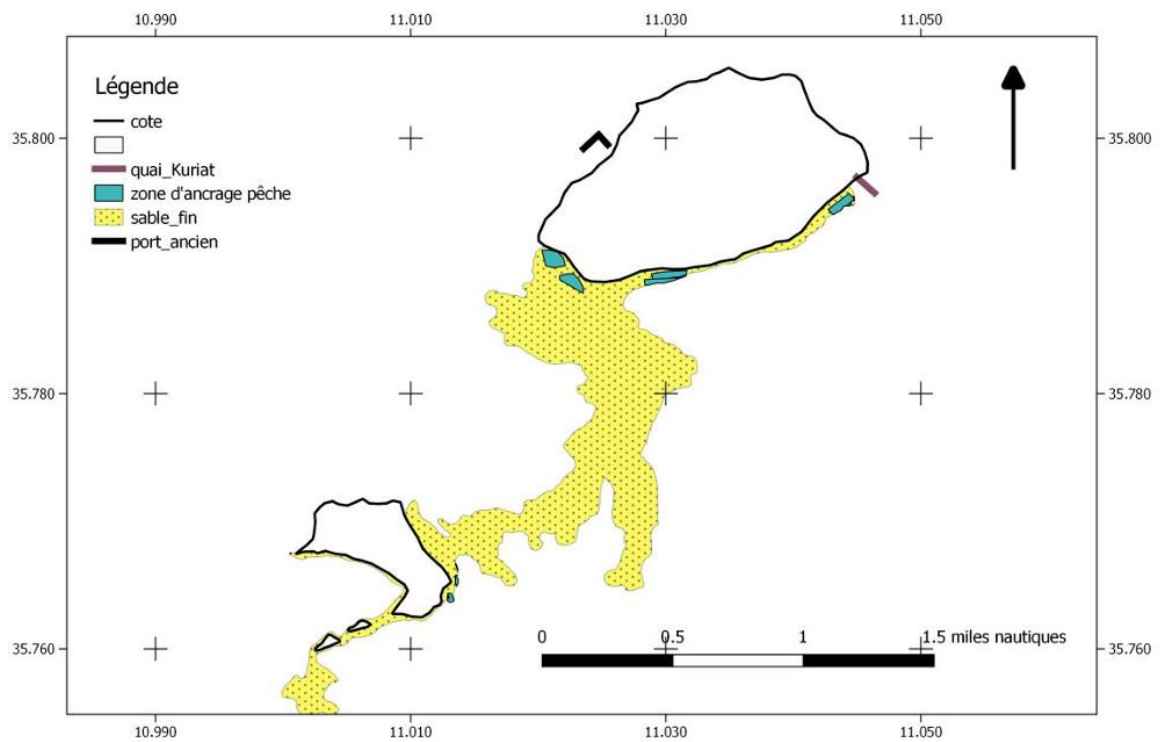 10.990 11.010 11.030 11.050
Légende
cote
35.800 35.800
quai_Kuriat
zone d'ancrage pêche
sable_fin
port_ancien
35.780 35.780
0 0.5 1 1.5 miles nautiques
35.760 35.760
10.990 11.010 11.030 11.050